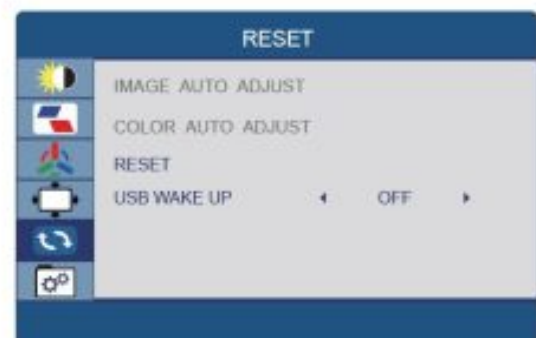 RESET
IMAGE AUTO ADJUST
COLOR AUTO ADJUST
RESET
USB WAKE UP OFF